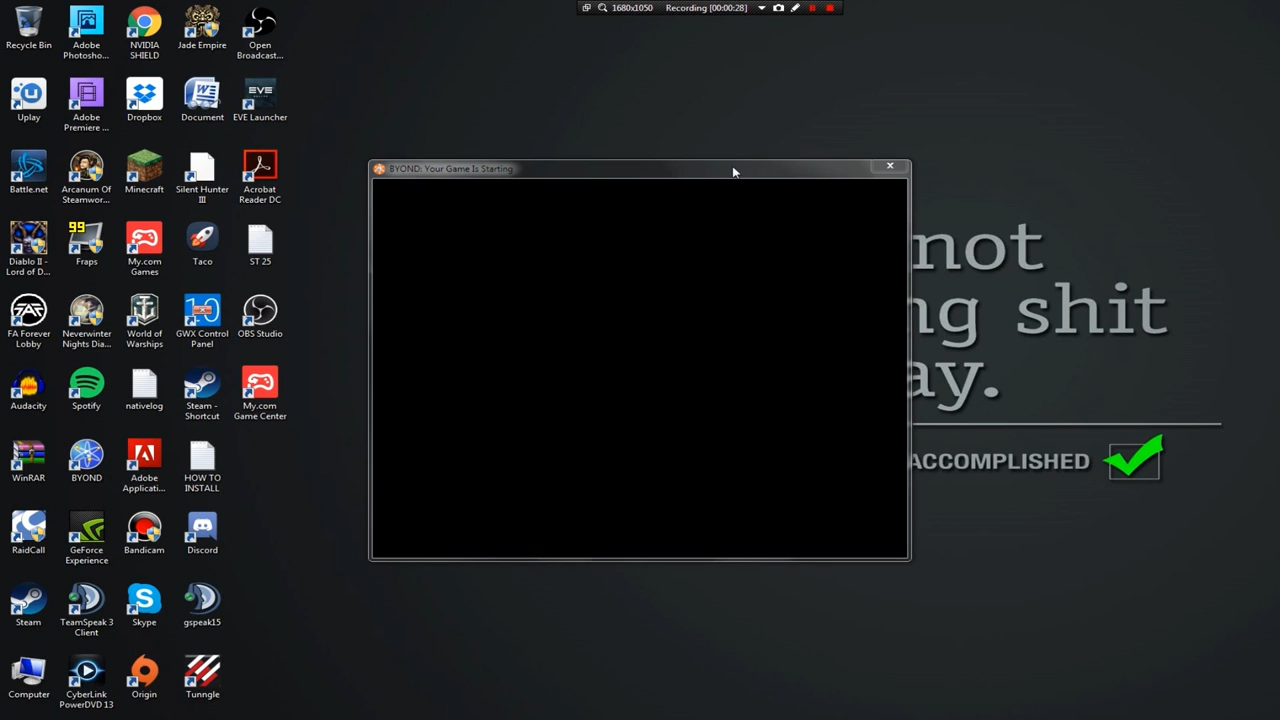 1680x1050 Recording [00:00:28]
Recycle Bin
Adobe Photosho...
NVIDIA SHIELD
Jade Empire
Open Broadcast...
Uplay
Adobe Premiere ...
Dropbox
Document
EVE
EVE Launcher
BYOND: Your Game Is Starting
Battle.net
Arcanum Of Steamwor...
Minecraft
Silent Hunter III
Acrobat Reader DC
99
Diablo II - Lord of D...
Fraps
My.com Games
Taco
ST 25
not
ng shit
ay.
FAF
FA Forever Lobby
Neverwinter Nights Dia...
World of Warships
10
GWX Control Panel
OBS Studio
Audacity
Spotify
nativelog
Steam - Shortcut
My.com Game Center
ACCOMPLISHED
WinRAR
BYOND
Adobe Applicati...
HOW TO INSTALL
RaidCall
GeForce Experience
Bandicam
Discord
Steam
TeamSpeak 3 Client
Skype
gspeak15
Computer
CyberLink PowerDVD 13
Origin
Tunngle